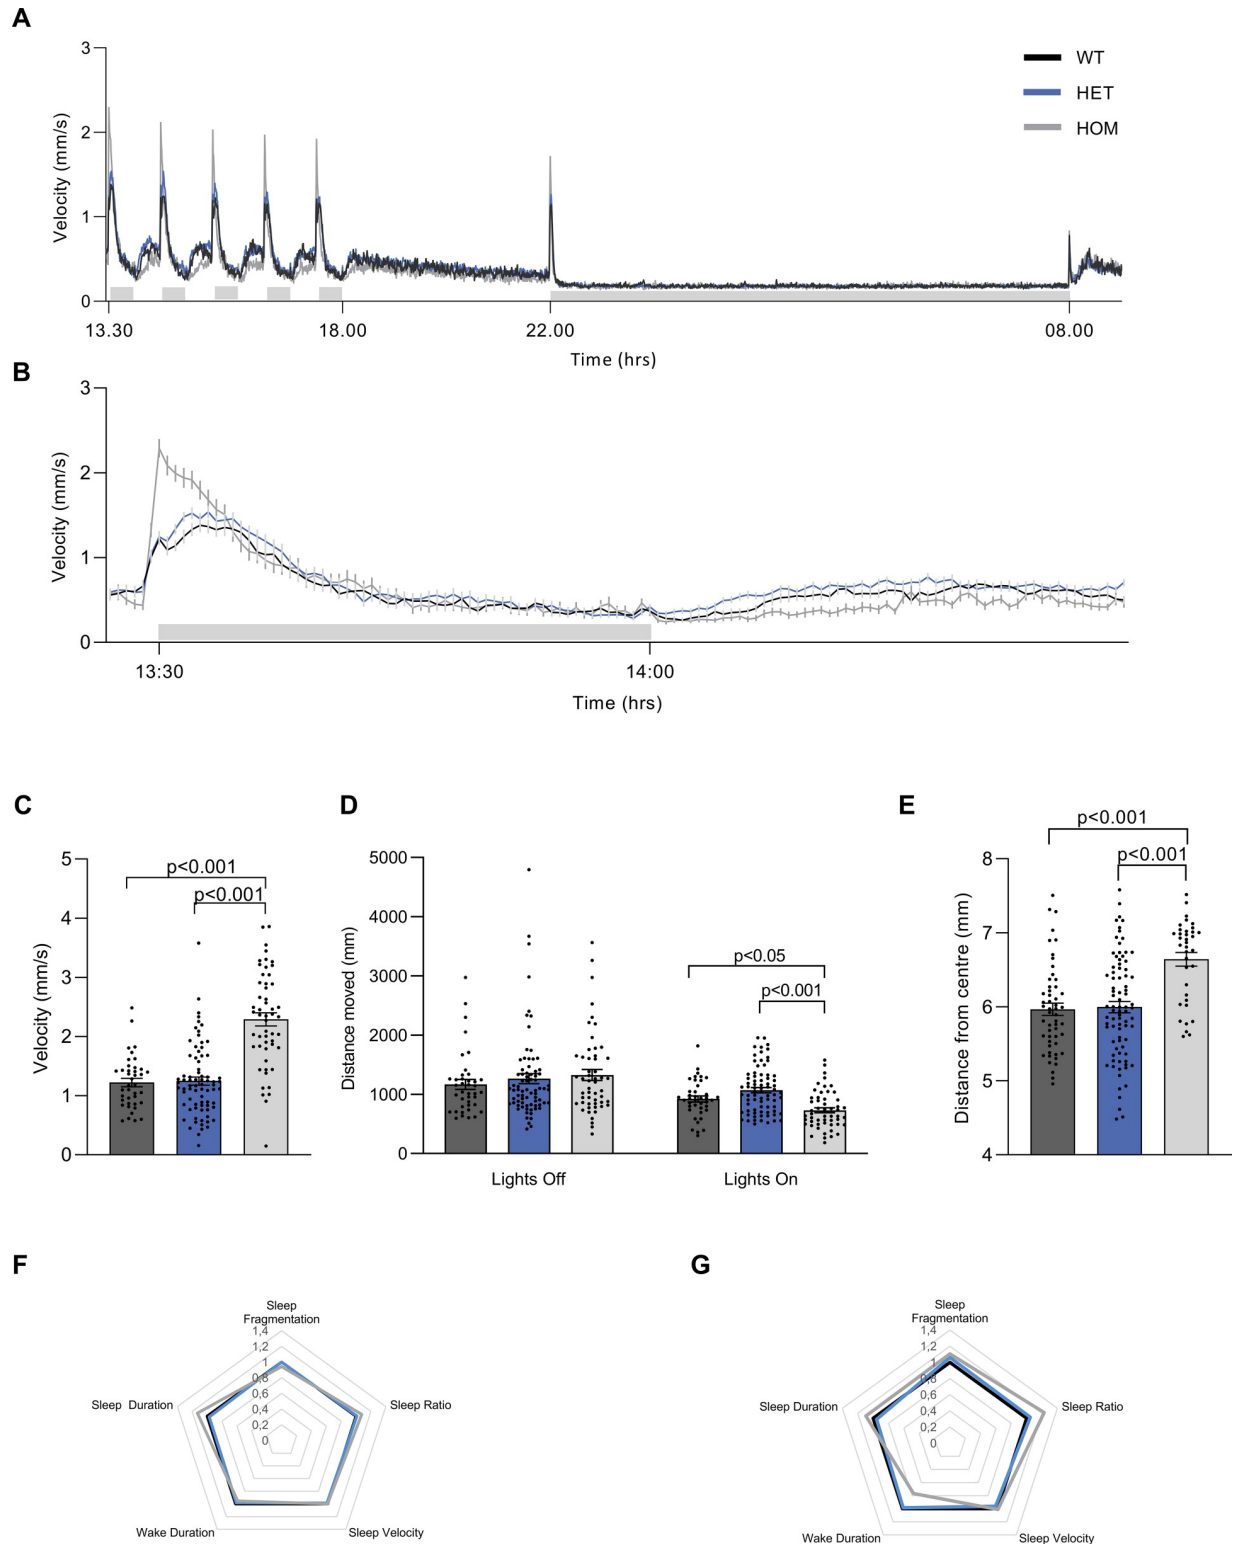 A
3
2
1
0
Velocity (mm/s)
WT
HET
HOM
13.30
18.00
22.00
08.00
Time (hrs)
B
3
2
1
0
Velocity (mm/s)
13:30
14:00
Time (hrs)
C
5
4
3
2
1
0
Velocity (mm/s)
p<0.001
p<0.001
D
5000
4000
3000
2000
1000
0
Distance moved (mm)
p<0.05
p<0.001
Lights Off
Lights On
E
8
7
6
5
4
Distance from centre (mm)
p<0.001
p<0.001
F
Sleep
Fragmentation
1,4
1,2
1
0,8
0,6
0,4
0,2
0
Sleep Duration
Sleep Ratio
Wake Duration
Sleep Velocity
G
Sleep
Fragmentation
1,4
1,2
1
0,8
0,6
0,4
0,2
0
Sleep Duration
Sleep Ratio
Wake Duration
Sleep Velocity